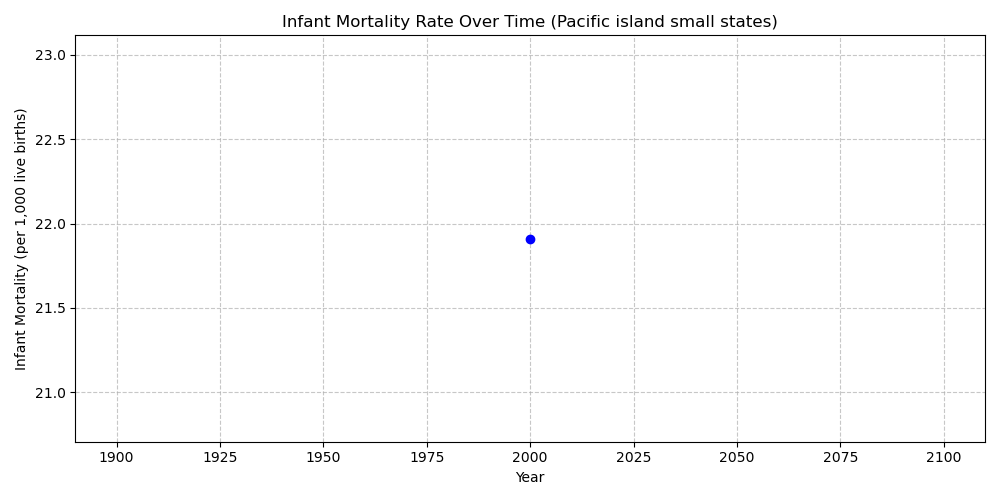 Infant Mortality Rate Over Time (Pacific island small states)
Infant Mortality (per 1,000 live births)
23.0
22.5
22.0
21.5
21.0
1900 1925 1950 1975 2000 2025 2050 2075 2100
Year